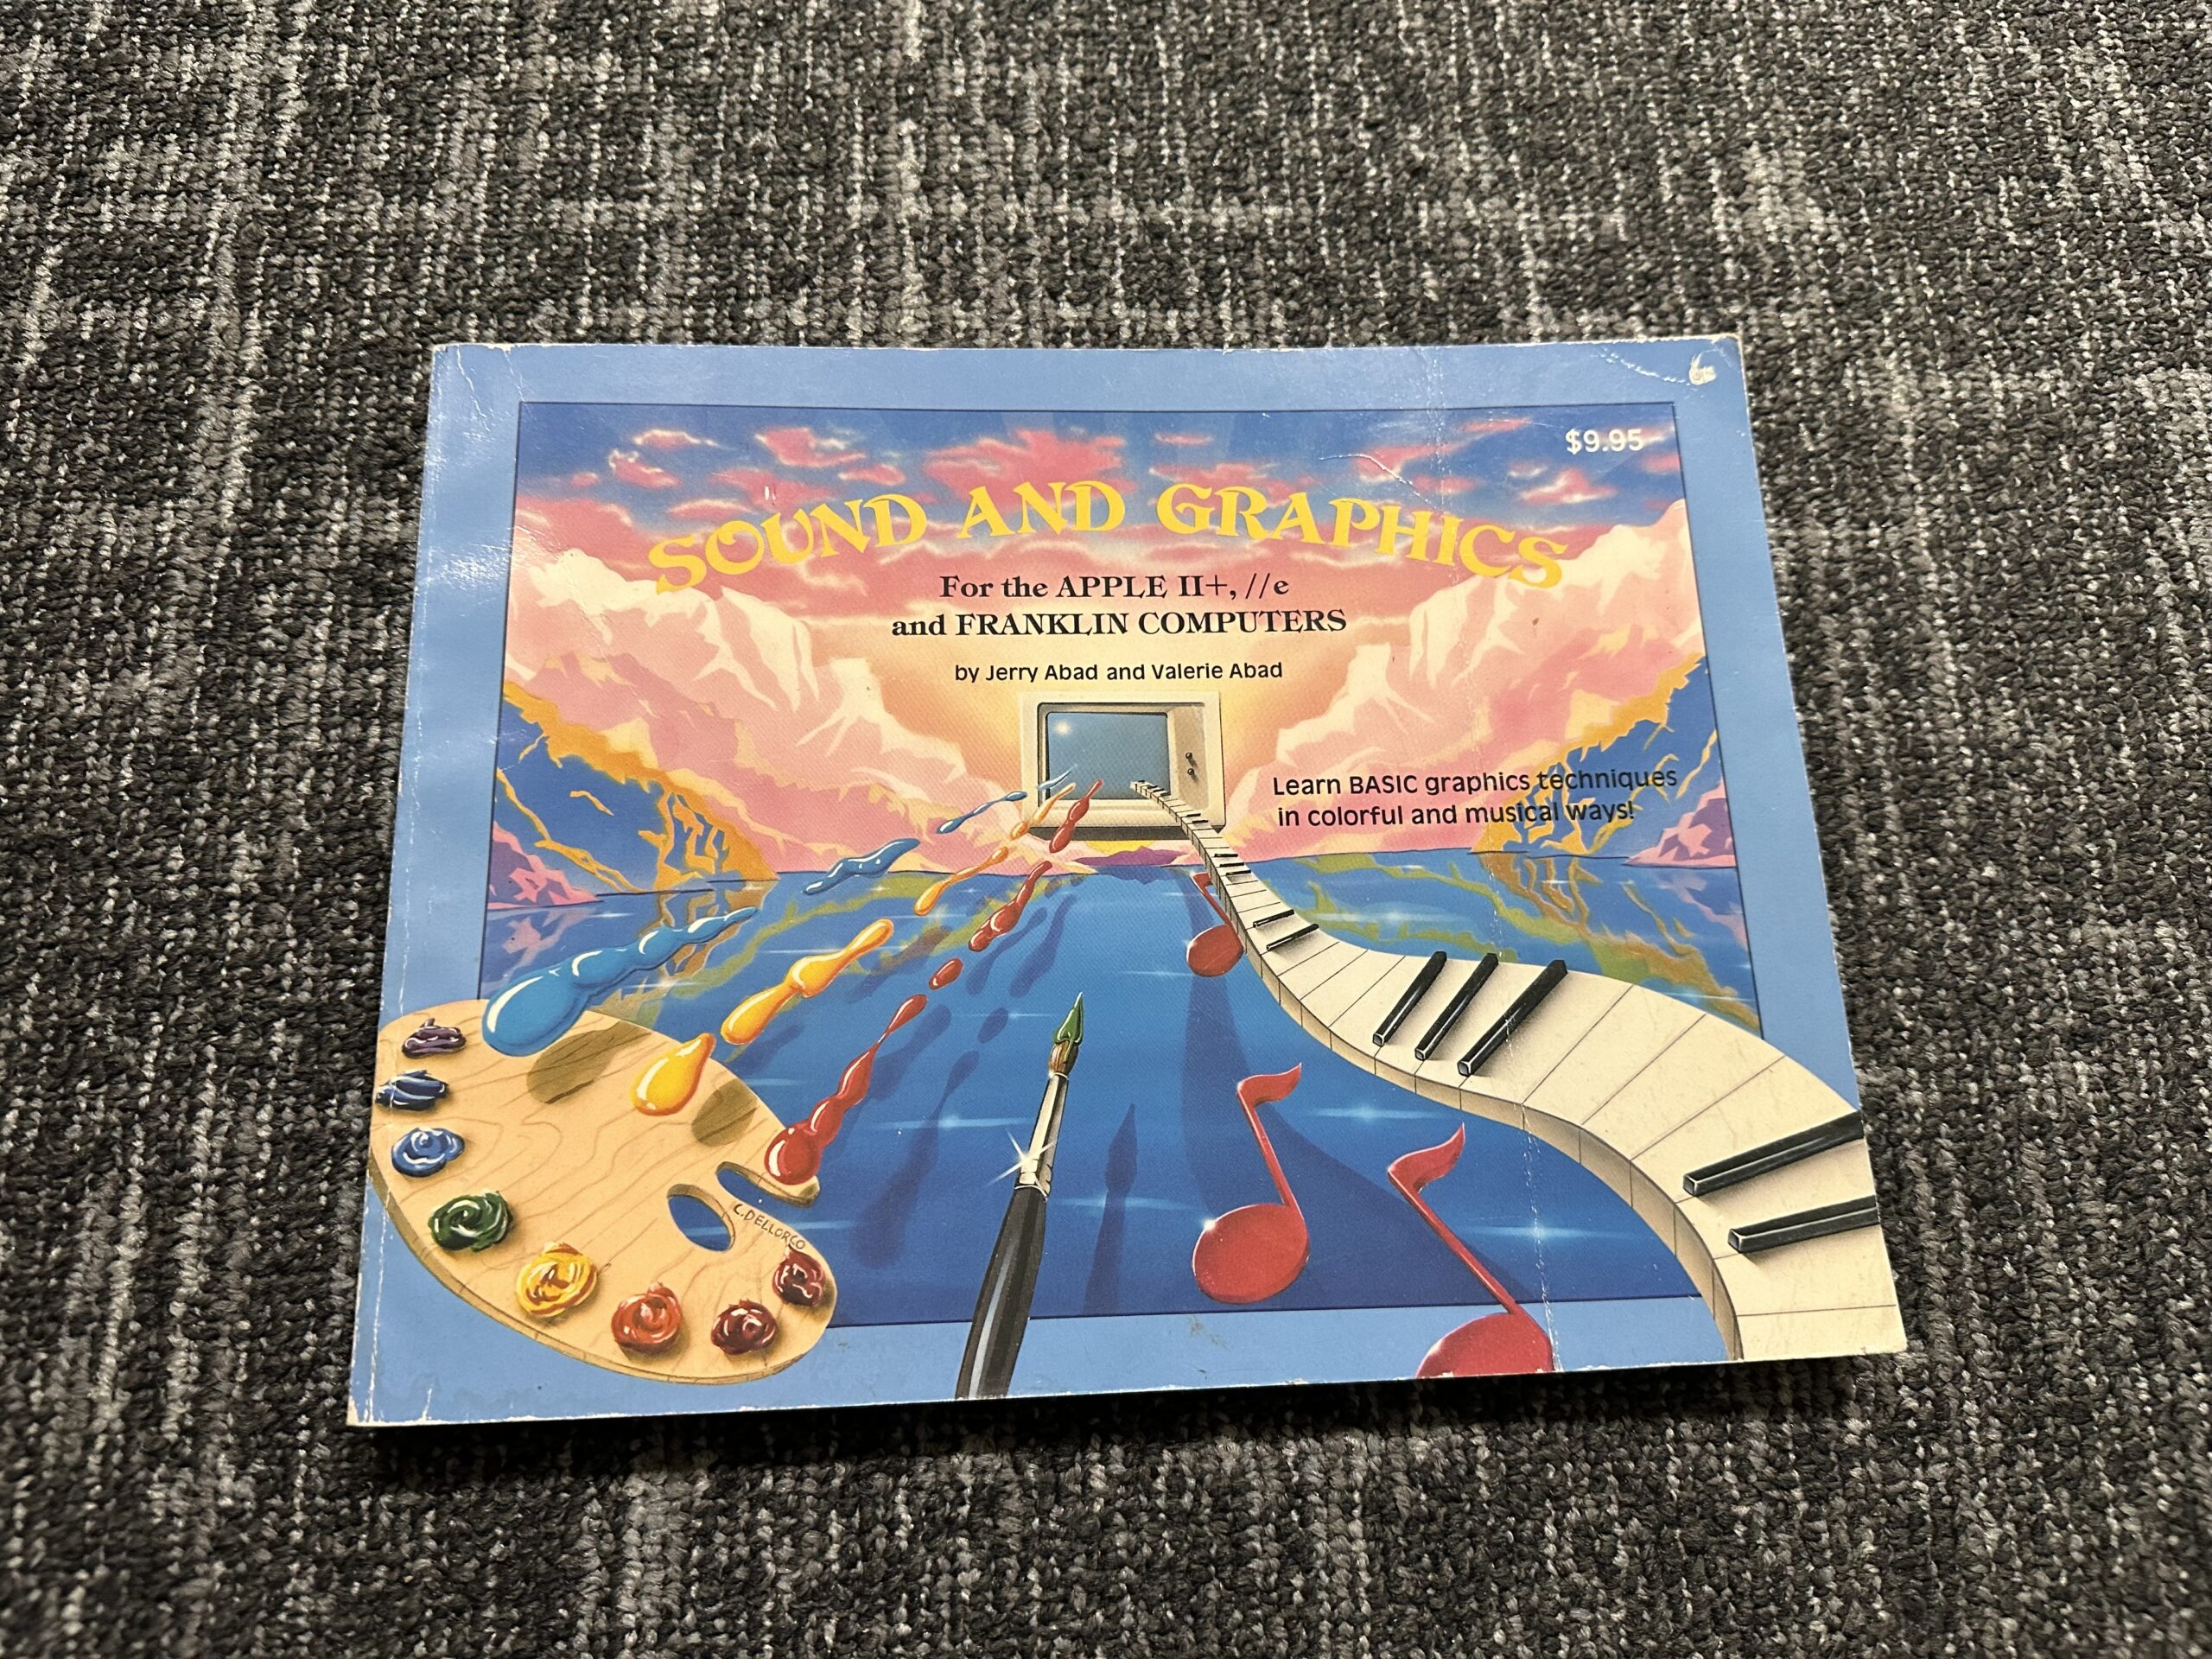 $9.95
SOUND AND GRAPHICS
For the APPLE II+, //e
and FRANKLIN COMPUTERS
by Jerry Abad and Valerie Abad
Learn BASIC graphics techniques
in colorful and musical ways!
C.DELLORCO